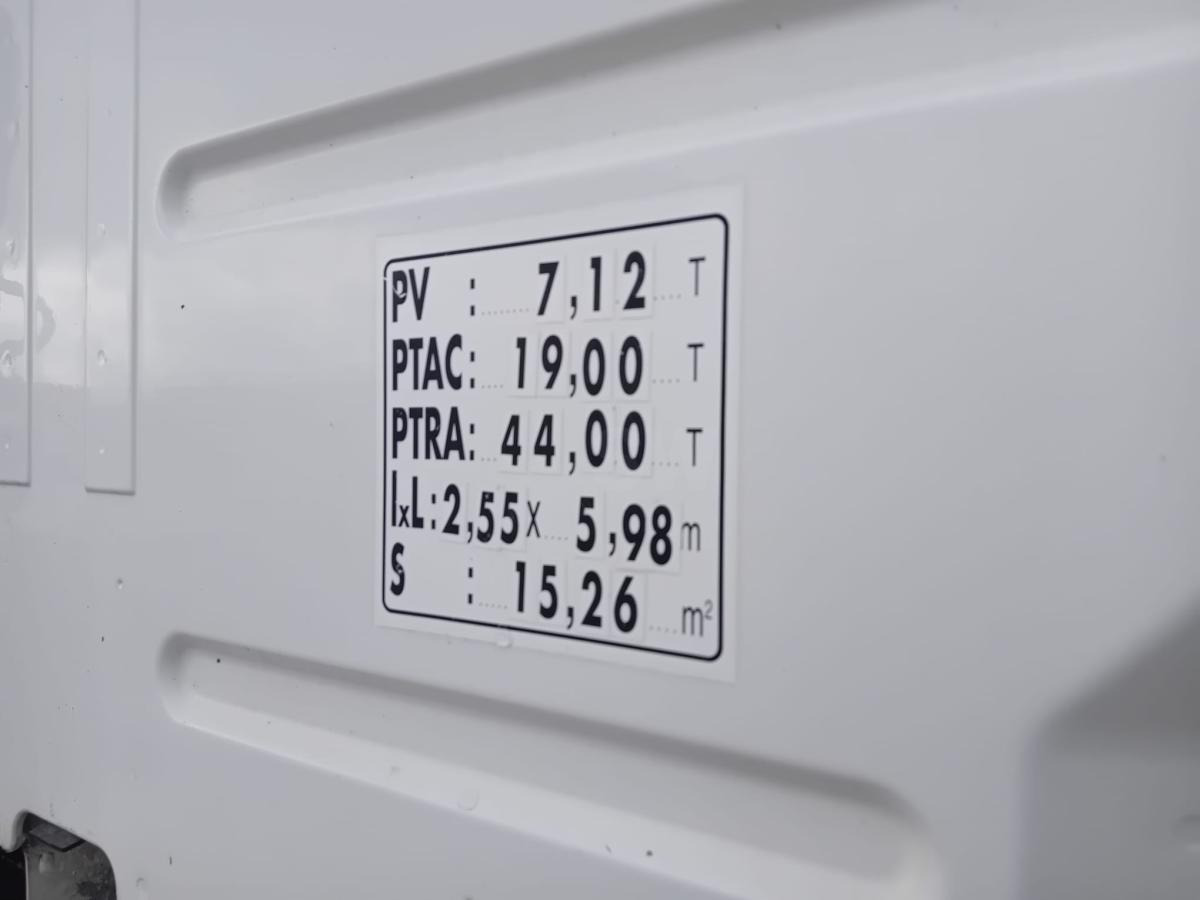 PV : ........ 7,12 .... T
PTAC: .... 19,00 .... T
PTRA: ... 44,00 .... T
lxL: 2,55 X .... 5,98 m
S : ..... 15,26 .... m²